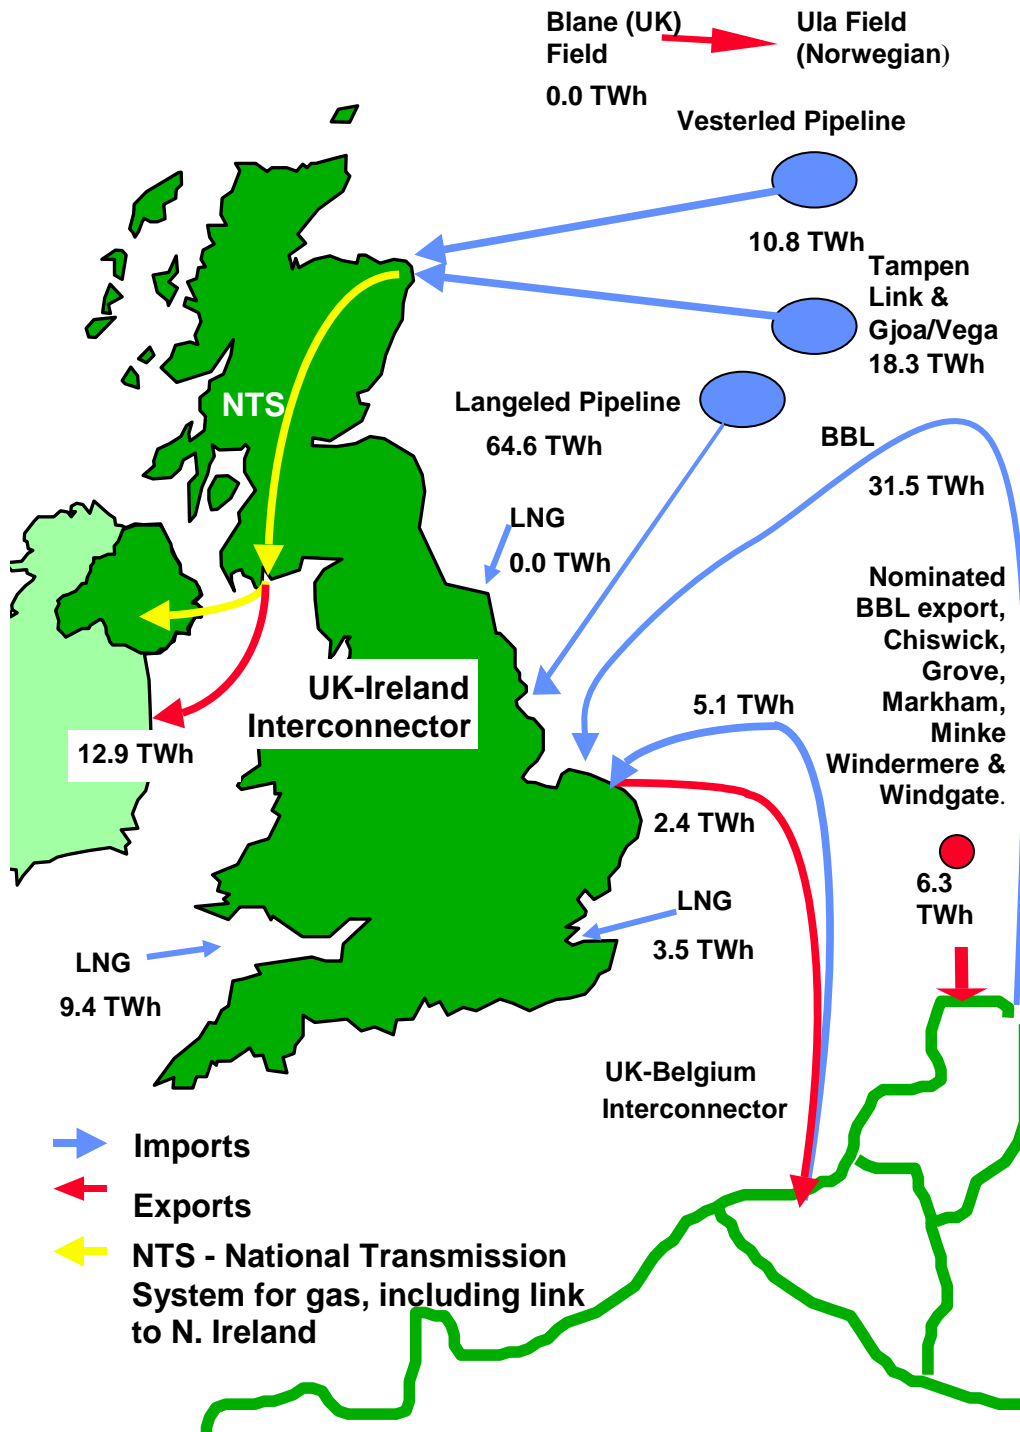 Blane (UK)
Field
0.0 TWh
Ula Field
(Norwegian)
Vesterled Pipeline
10.8 TWh
Tampen
Link &
Gjoa/Vega
18.3 TWh
NTS
Langeled Pipeline
64.6 TWh
BBL
31.5 TWh
LNG
0.0 TWh
Nominated
BBL export,
Chiswick,
Grove,
Markham,
Minke
Windermere &
Windgate.
6.3
TWh
UK-Ireland
Interconnector
12.9 TWh
5.1 TWh
2.4 TWh
LNG
3.5 TWh
LNG
9.4 TWh
UK-Belgium
Interconnector
Imports
Exports
NTS - National Transmission
System for gas, including link
to N. Ireland